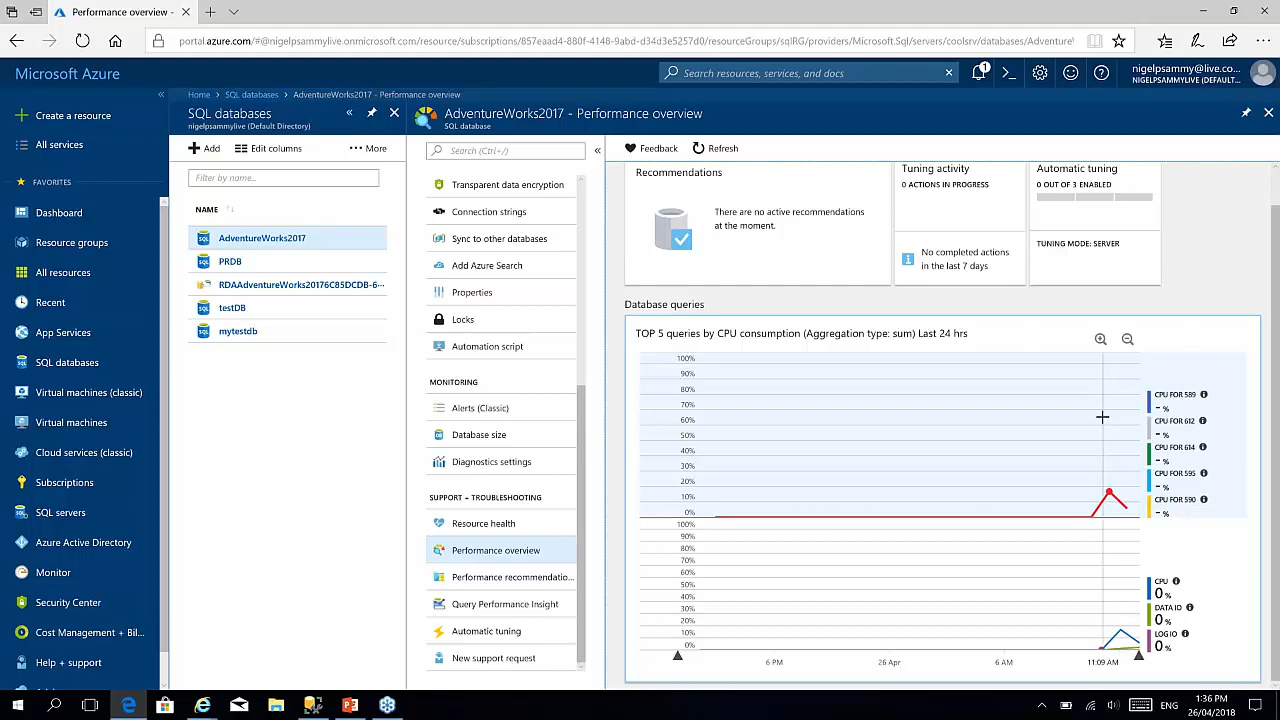 Performance overview -
portal.azure.com/#@nigelpsammylive.onmicrosoft.com/resource/subscriptions/857eaad4-880f-4148-9abd-d34d3e5257d0/resourceGroups/sqlRG/providers/Microsoft.Sql/servers/coolsrv/databases/Adventure
Microsoft Azure
Search resources, services, and docs
1
nigelpsammy@live.co...
NIGELPSAMMYLIVE (DEFAULT...
Home > SQL databases > AdventureWorks2017 - Performance overview
Create a resource
All services
FAVORITES
Dashboard
Resource groups
All resources
Recent
App Services
SQL databases
Virtual machines (classic)
Virtual machines
Cloud services (classic)
Subscriptions
SQL servers
Azure Active Directory
Monitor
Security Center
Cost Management + Bil...
Help + support
SQL databases
nigelpsammylive (Default Directory)
Add
Edit columns
More
Filter by name...
NAME
AdventureWorks2017
PRDB
RDAAdventureWorks20176C85DCDB-6...
testDB
mytestdb
AdventureWorks2017 - Performance overview
SQL database
Search (Ctrl+/)
Transparent data encryption
Connection strings
Sync to other databases
Add Azure Search
Properties
Locks
Automation script
MONITORING
Alerts (Classic)
Database size
Diagnostics settings
SUPPORT + TROUBLESHOOTING
Resource health
Performance overview
Performance recommendatio...
Query Performance Insight
Automatic tuning
New support request
Feedback
Refresh
Recommendations
There are no active recommendations
at the moment.
Tuning activity
0 ACTIONS IN PROGRESS
No completed actions
in the last 7 days
Automatic tuning
0 OUT OF 3 ENABLED
TUNING MODE: SERVER
Database queries
TOP 5 queries by CPU consumption (Aggregation type: sum) Last 24 hrs
100%
90%
80%
70%
60%
50%
40%
30%
20%
10%
0%
CPU FOR 589
- %
CPU FOR 612
- %
CPU FOR 614
- %
CPU FOR 595
- %
CPU FOR 590
- %
100%
90%
80%
70%
60%
50%
40%
30%
20%
10%
0%
CPU
0 %
DATA IO
0 %
LOG IO
0 %
6 PM
26 Apr
6 AM
11:09 AM
ENG
1:36 PM
26/04/2018